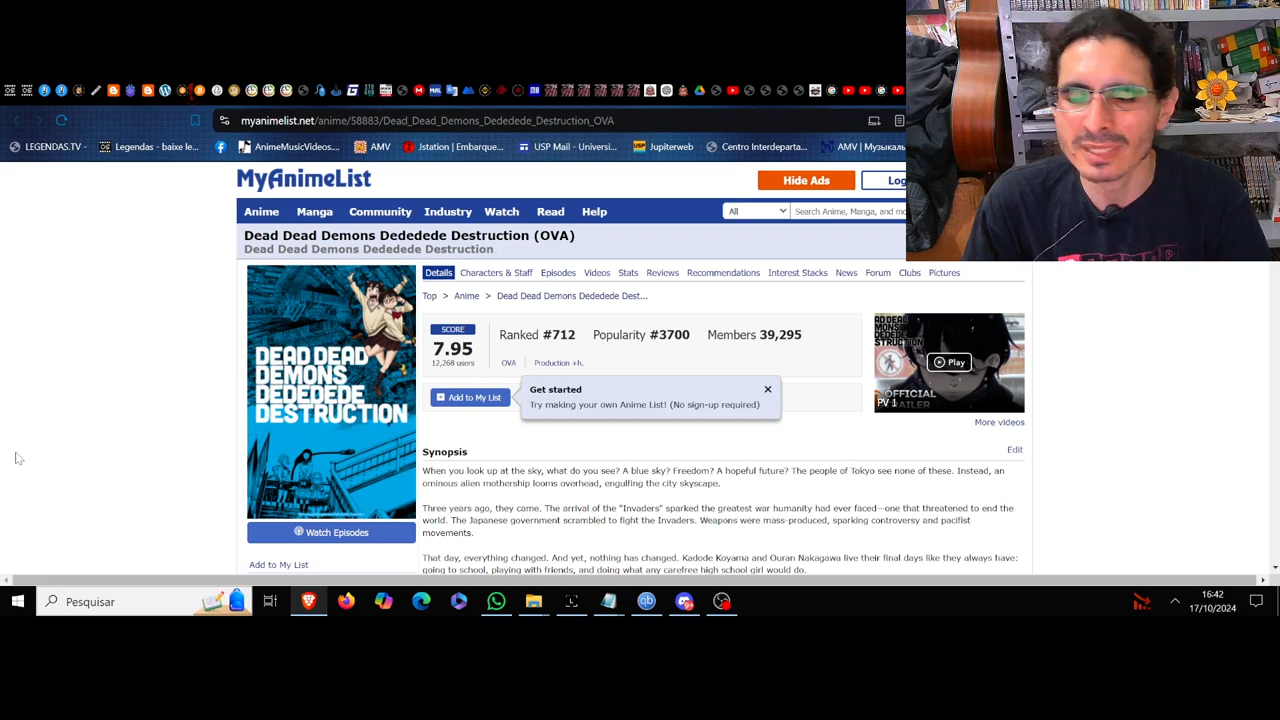 myanimelist.net/anime/58883/Dead_Dead_Demons_Dededede_Destruction_OVA
LEGENDAS.TV - Legendas - baixe le... AnimeMusicVideos.... AMV Jstation | Embarque... USP Mail - Universi... Jupiterweb Centro Interdeparta...
MyAnimeList
Hide Ads
Anime Manga Community Industry Watch Read Help
All
Search Anime, Manga, and mo
Dead Dead Demons Dededede Destruction (OVA)
Dead Dead Demons Dededede Destruction
DEAD DEAD
DEMONS
DEDEDEDE
DESTRUCTION
Watch Episodes
Add to My List
Details Characters & Staff Episodes Videos Stats Reviews Recommendations Interest Stacks News Forum Clubs Pictures
Top > Anime > Dead Dead Demons Dededede Dest...
SCORE
7.95
12,268 users
Ranked #712 Popularity #3700 Members 39,295
OVA Production +h.
Add to My List
Get started
Try making your own Anime List! (No sign-up required)
Play
OFFICIAL
PV 1
More videos
Synopsis
Edit
When you look up at the sky, what do you see? A blue sky? Freedom? A hopeful future? The people of Tokyo see none of these. Instead, an
ominous alien mothership looms overhead, engulfing the city skyscape.
Three years ago, they came. The arrival of the "Invaders" sparked the greatest war humanity had ever faced—one that threatened to end the
world. The Japanese government scrambled to fight the Invaders. Weapons were mass-produced, sparking controversy and pacifist
movements.
That day, everything changed. And yet, nothing has changed. Kadode Koyama and Ouran Nakagawa live their final days like they always have:
going to school, playing with friends, and doing what any carefree high school girl would do.
Pesquisar
16:42
17/10/2024